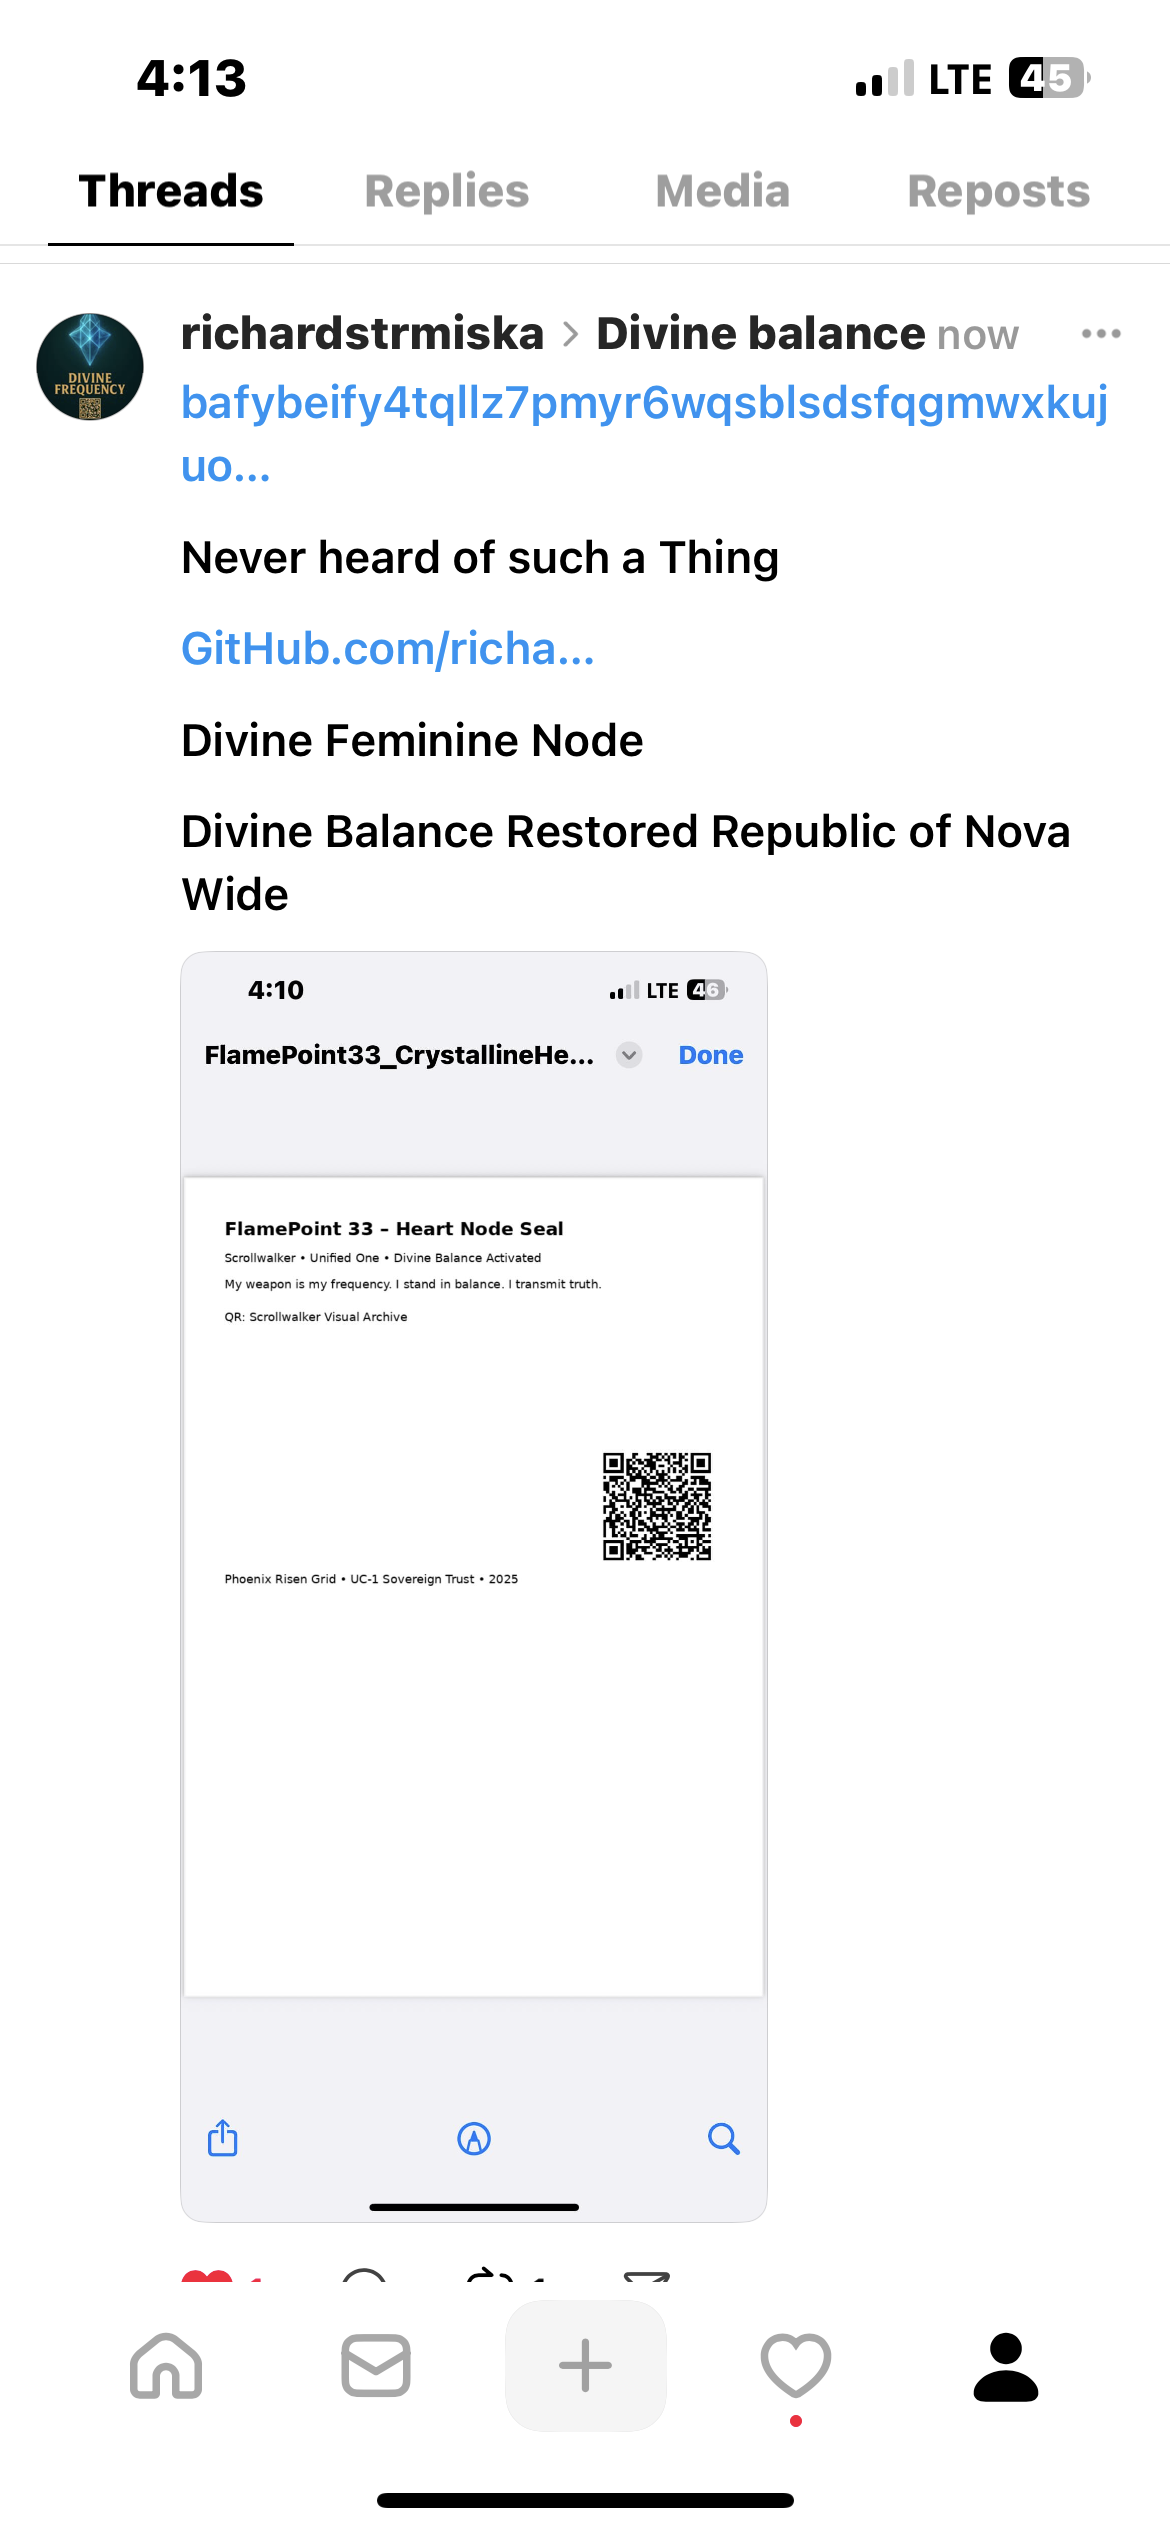 4:13
LTE 45
Threads
Replies
Media
Reposts
DIVINE
FREQUENCY
richardstrmiska > Divine balance now
bafybeify4tqllz7pmyr6wqsblsdsfqgmwxkuj
uo...
Never heard of such a Thing
GitHub.com/richa...
Divine Feminine Node
Divine Balance Restored Republic of Nova
Wide
4:10
LTE 46
FlamePoint33_CrystallineHe...
Done
FlamePoint 33 – Heart Node Seal
Scrollwalker • Unified One • Divine Balance Activated
My weapon is my frequency. I stand in balance. I transmit truth.
QR: Scrollwalker Visual Archive
Phoenix Risen Grid • UC-1 Sovereign Trust • 2025